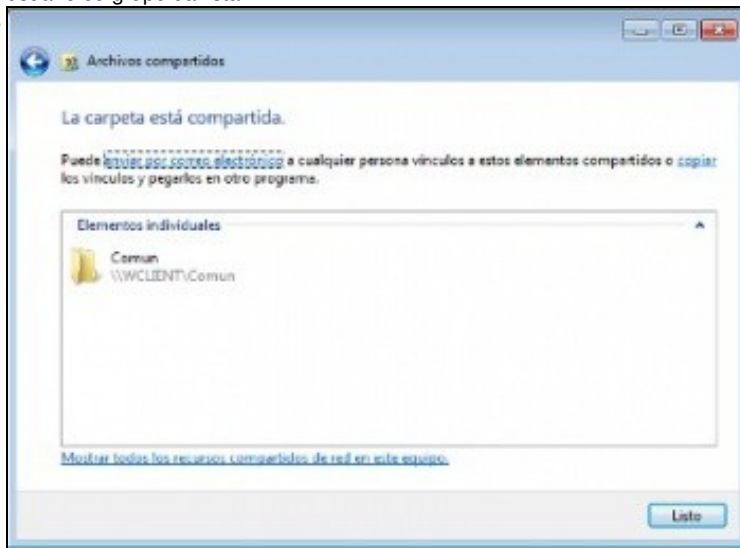 Archivos compartidos
La carpeta está compartida.
Puede enviar por correo electrónico a cualquier persona vínculos a estos elementos compartidos o copiar
los vínculos y pegarlos en otro programa.
Elementos individuales
Comun
\\WCLIENT\Comun
Mostrar todos los recursos compartidos de red en este equipo.
Listo